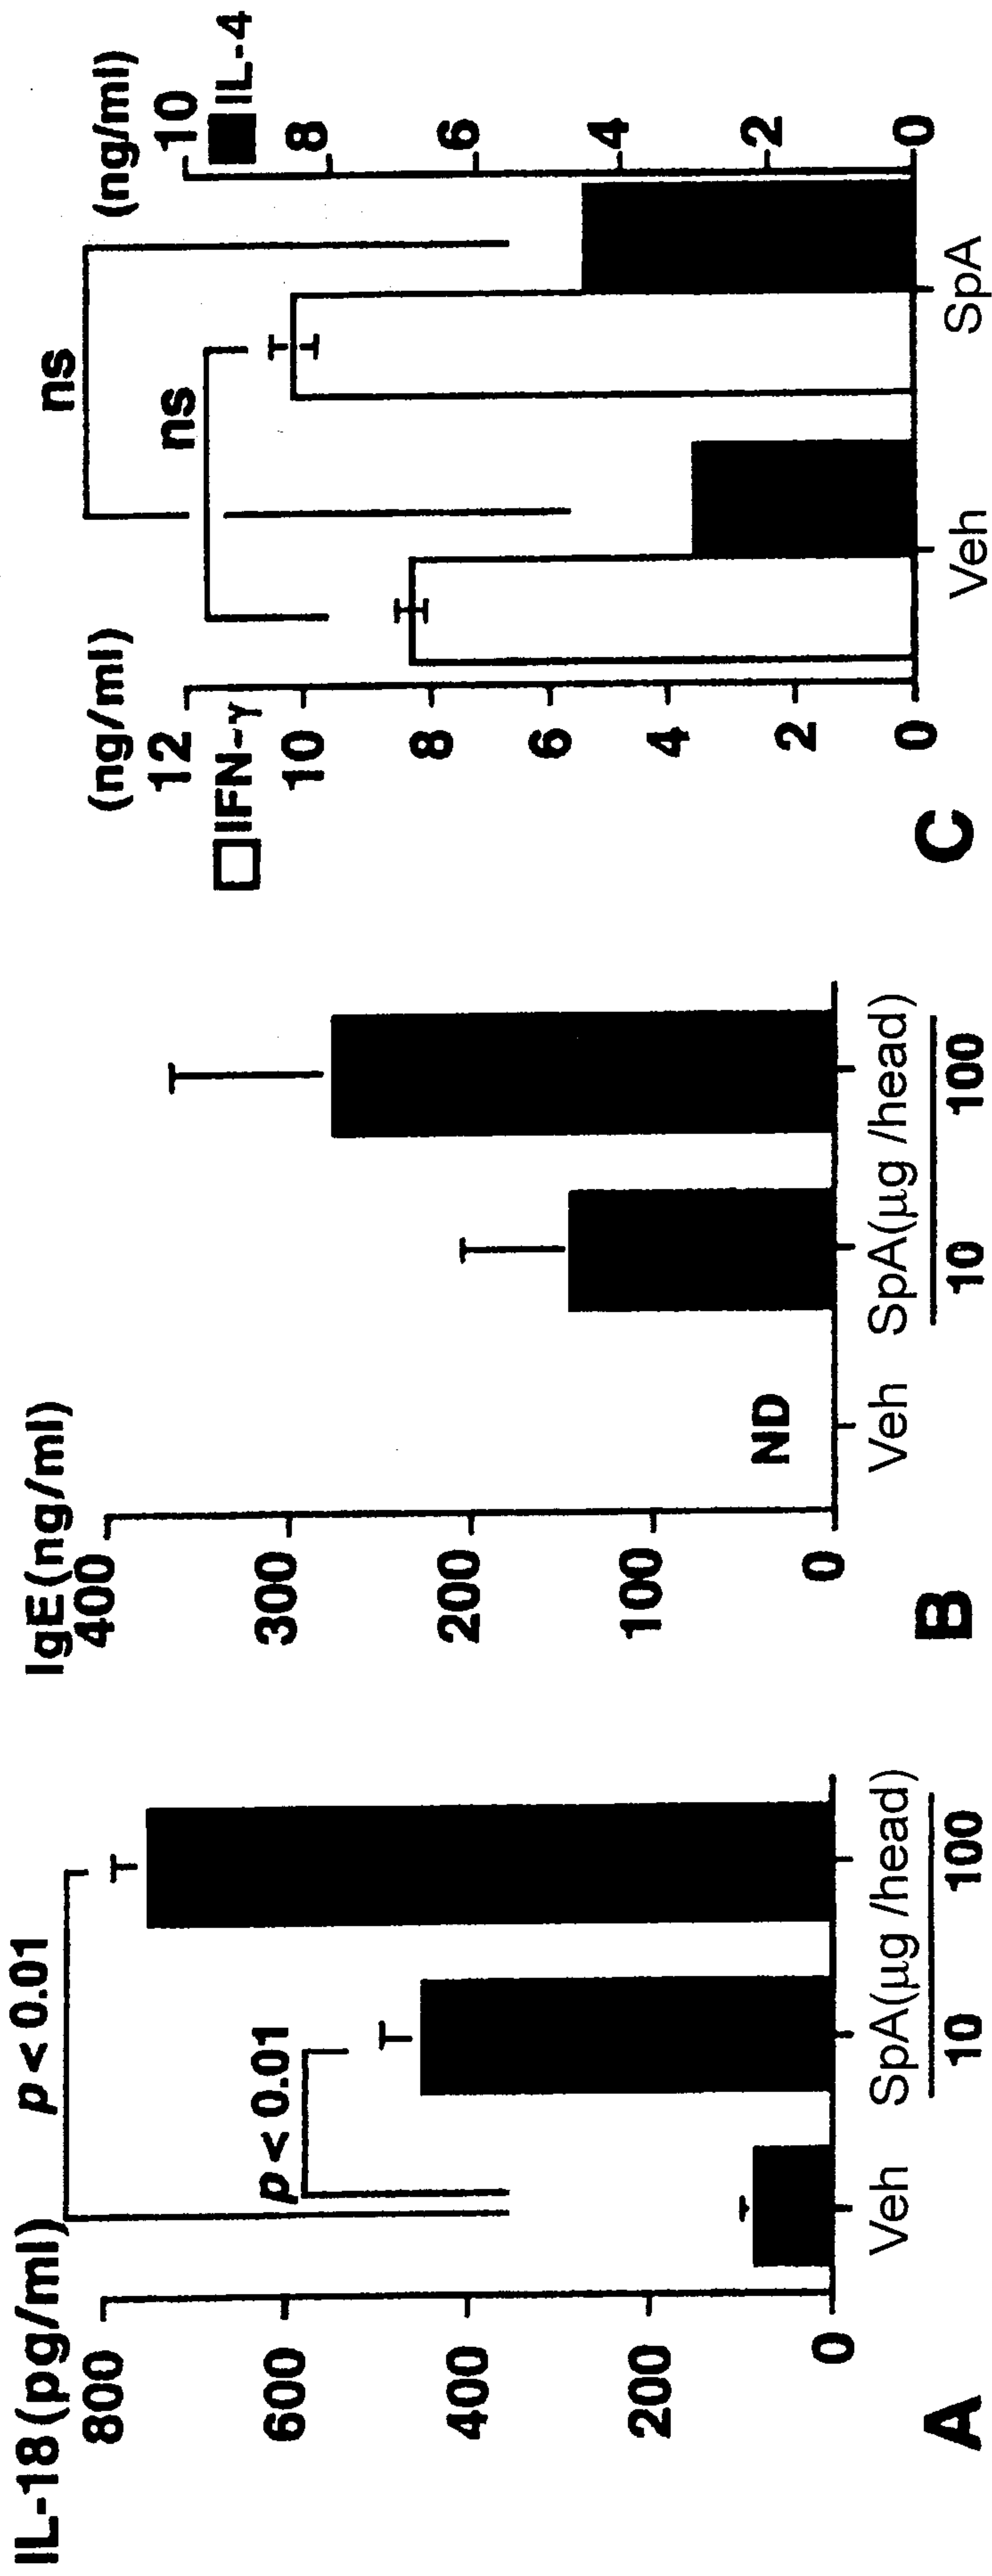 IL-18(pg/ml)
800
600
400
200
0
p < 0.01
p < 0.01
Veh
SpA(μg /head)
10
100
A
IgE(ng/ml)
400
300
200
100
0
ND
Veh
SpA(μg /head)
10
100
B
(ng/ml)
12
IFN-γ
10
8
6
4
2
0
ns
ns
(ng/ml)
10
IL-4
8
6
4
2
0
Veh
SpA
C